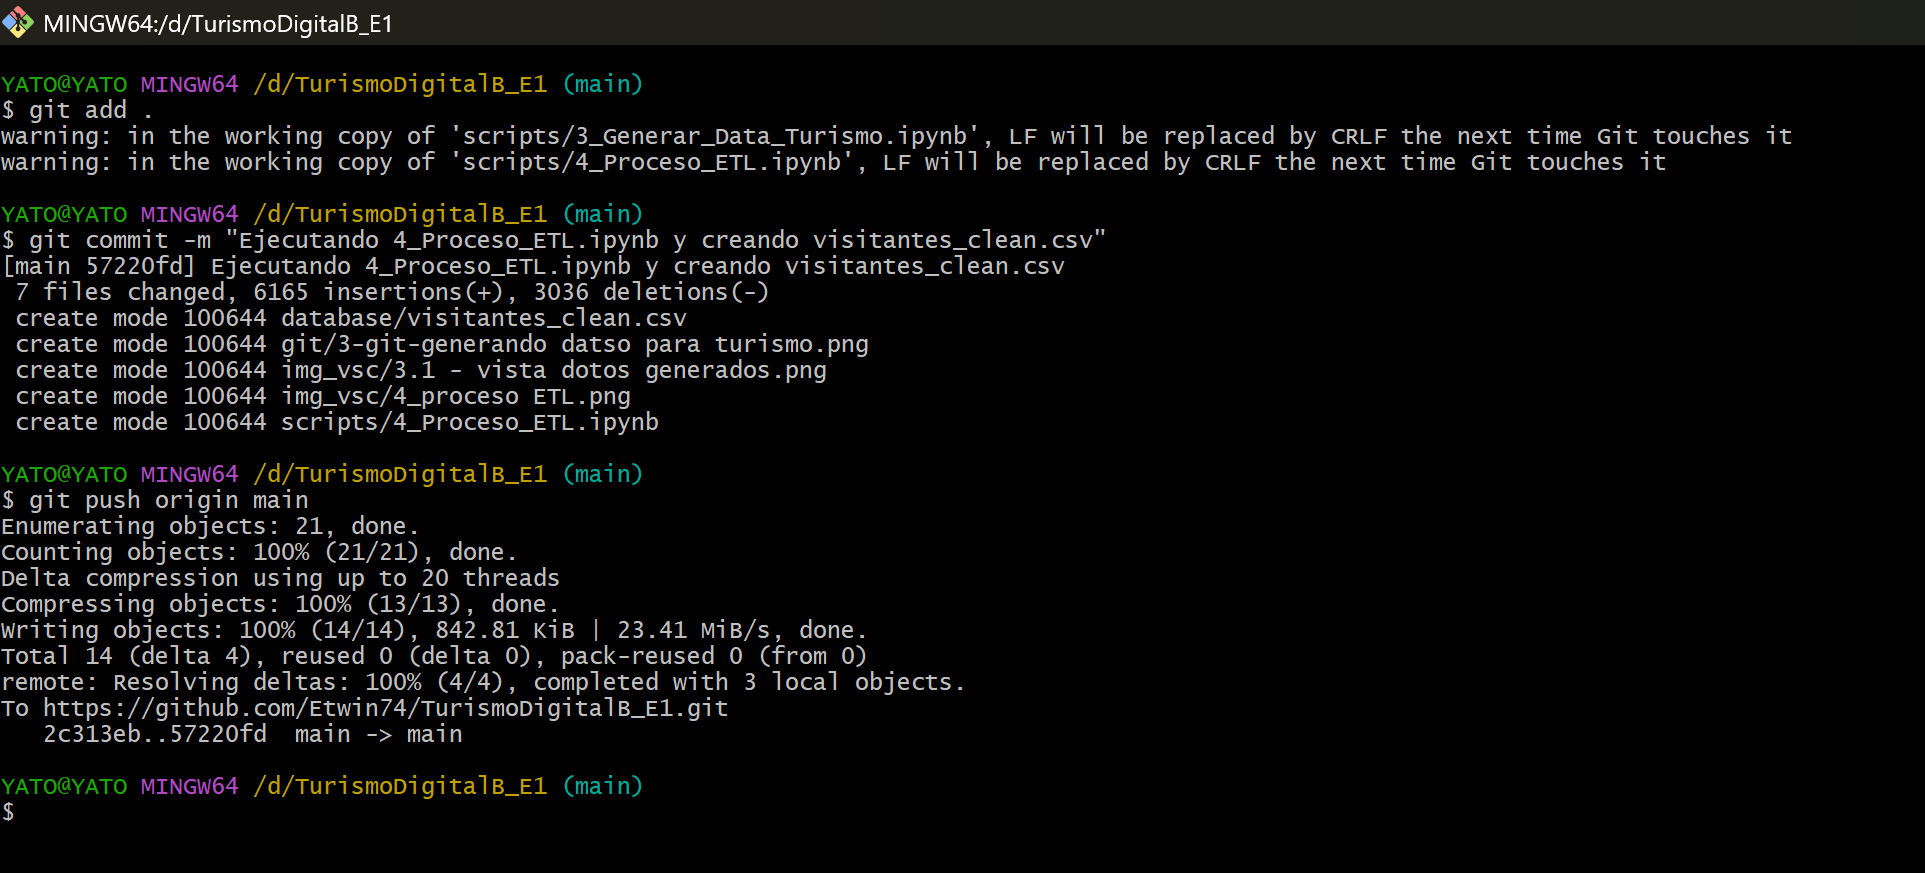 MINGW64:/d/TurismoDigitalB_E1
YATO@YATO MINGW64 /d/TurismoDigitalB_E1 (main)
$ git add .
warning: in the working copy of 'scripts/3_Generar_Data_Turismo.ipynb', LF will be replaced by CRLF the next time Git touches it
warning: in the working copy of 'scripts/4_Proceso_ETL.ipynb', LF will be replaced by CRLF the next time Git touches it
YATO@YATO MINGW64 /d/TurismoDigitalB_E1 (main)
$ git commit -m "Ejecutando 4_Proceso_ETL.ipynb y creando visitantes_clean.csv"
[main 57220fd] Ejecutando 4_Proceso_ETL.ipynb y creando visitantes_clean.csv
 7 files changed, 6165 insertions(+), 3036 deletions(-)
 create mode 100644 database/visitantes_clean.csv
 create mode 100644 git/3-git-generando datso para turismo.png
 create mode 100644 img_vsc/3.1 - vista dotos generados.png
 create mode 100644 img_vsc/4_proceso ETL.png
 create mode 100644 scripts/4_Proceso_ETL.ipynb
YATO@YATO MINGW64 /d/TurismoDigitalB_E1 (main)
$ git push origin main
Enumerating objects: 21, done.
Counting objects: 100% (21/21), done.
Delta compression using up to 20 threads
Compressing objects: 100% (13/13), done.
Writing objects: 100% (14/14), 842.81 KiB | 23.41 MiB/s, done.
Total 14 (delta 4), reused 0 (delta 0), pack-reused 0 (from 0)
remote: Resolving deltas: 100% (4/4), completed with 3 local objects.
To https://github.com/Etwin74/TurismoDigitalB_E1.git
   2c313eb..57220fd  main -> main
YATO@YATO MINGW64 /d/TurismoDigitalB_E1 (main)
$